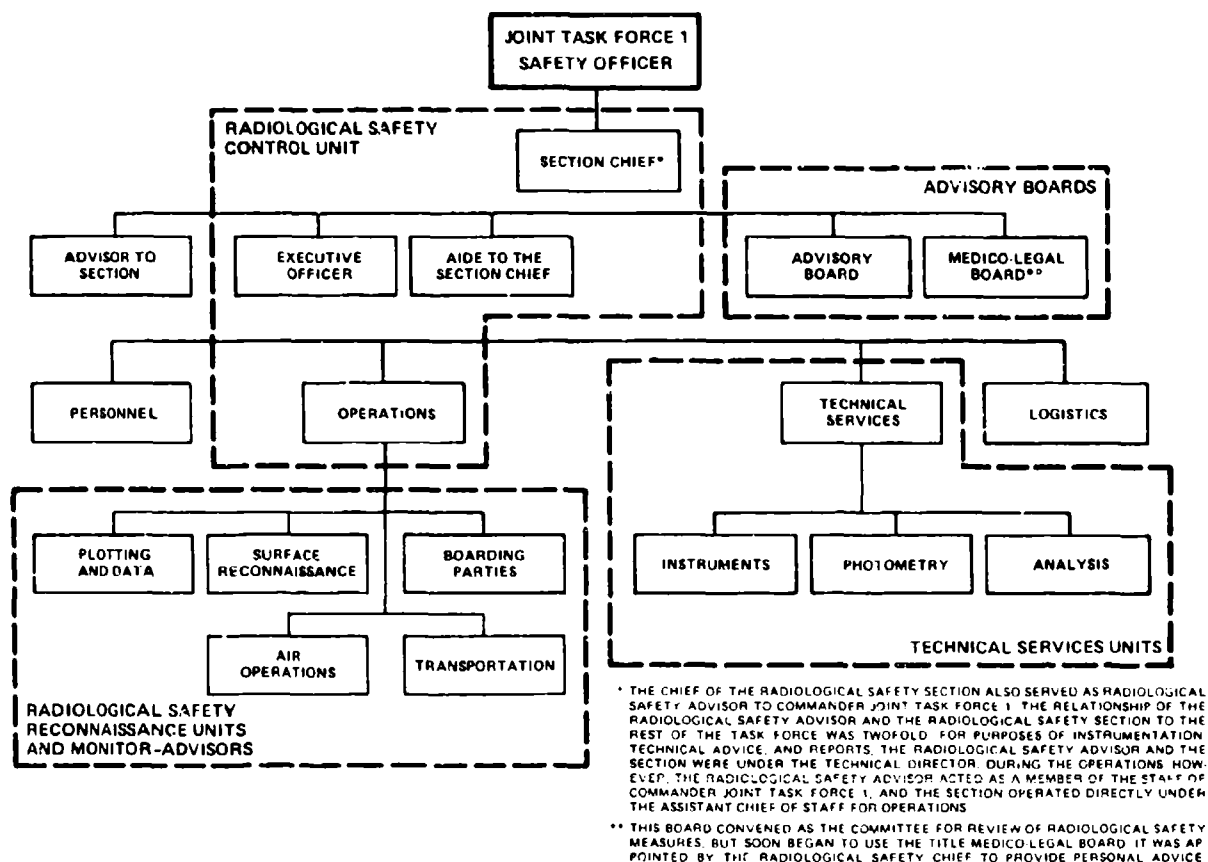 JOINT TASK FORCE 1
SAFETY OFFICER
RADIOLOGICAL SAFETY
CONTROL UNIT
SECTION CHIEF*
ADVISORY BOARDS
ADVISOR TO
SECTION
EXECUTIVE
OFFICER
AIDE TO THE
SECTION CHIEF
ADVISORY
BOARD
MEDICO-LEGAL
BOARD**
PERSONNEL
OPERATIONS
TECHNICAL
SERVICES
LOGISTICS
PLOTTING
AND DATA
SURFACE
RECONNAISSANCE
BOARDING
PARTIES
INSTRUMENTS
PHOTOMETRY
ANALYSIS
AIR
OPERATIONS
TRANSPORTATION
TECHNICAL SERVICES UNITS
RADIOLOGICAL SAFETY
RECONNAISSANCE UNITS
AND MONITOR-ADVISORS
* THE CHIEF OF THE RADIOLOGICAL SAFETY SECTION ALSO SERVED AS RADIOLOGICAL
SAFETY ADVISOR TO COMMANDER JOINT TASK FORCE 1. THE RELATIONSHIP OF THE
RADIOLOGICAL SAFETY ADVISOR AND THE RADIOLOGICAL SAFETY SECTION TO THE
REST OF THE TASK FORCE WAS TWOFOLD. FOR PURPOSES OF INSTRUMENTATION
TECHNICAL ADVICE, AND REPORTS, THE RADIOLOGICAL SAFETY ADVISOR AND THE
SECTION WERE UNDER THE TECHNICAL DIRECTOR. DURING THE OPERATIONS HOW-
EVER, THE RADIOLOGICAL SAFETY ADVISOR ACTED AS A MEMBER OF THE STAFF OF
COMMANDER JOINT TASK FORCE 1, AND THE SECTION OPERATED DIRECTLY UNDER
THE ASSISTANT CHIEF OF STAFF FOR OPERATIONS
** THIS BOARD CONVENED AS THE COMMITTEE FOR REVIEW OF RADIOLOGICAL SAFETY
MEASURES, BUT SOON BEGAN TO USE THE TITLE MEDICO-LEGAL BOARD. IT WAS AP
POINTED BY THE RADIOLOGICAL SAFETY CHIEF TO PROVIDE PERSONAL ADVICE